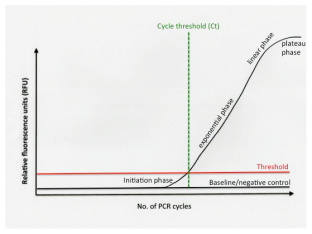 Cycle threshold (Ct)
linear phase
plateau
phase
exponential phase
Relative fluorescence units (RFU)
Threshold
Initiation phase
Baseline/negative control
No. of PCR cycles